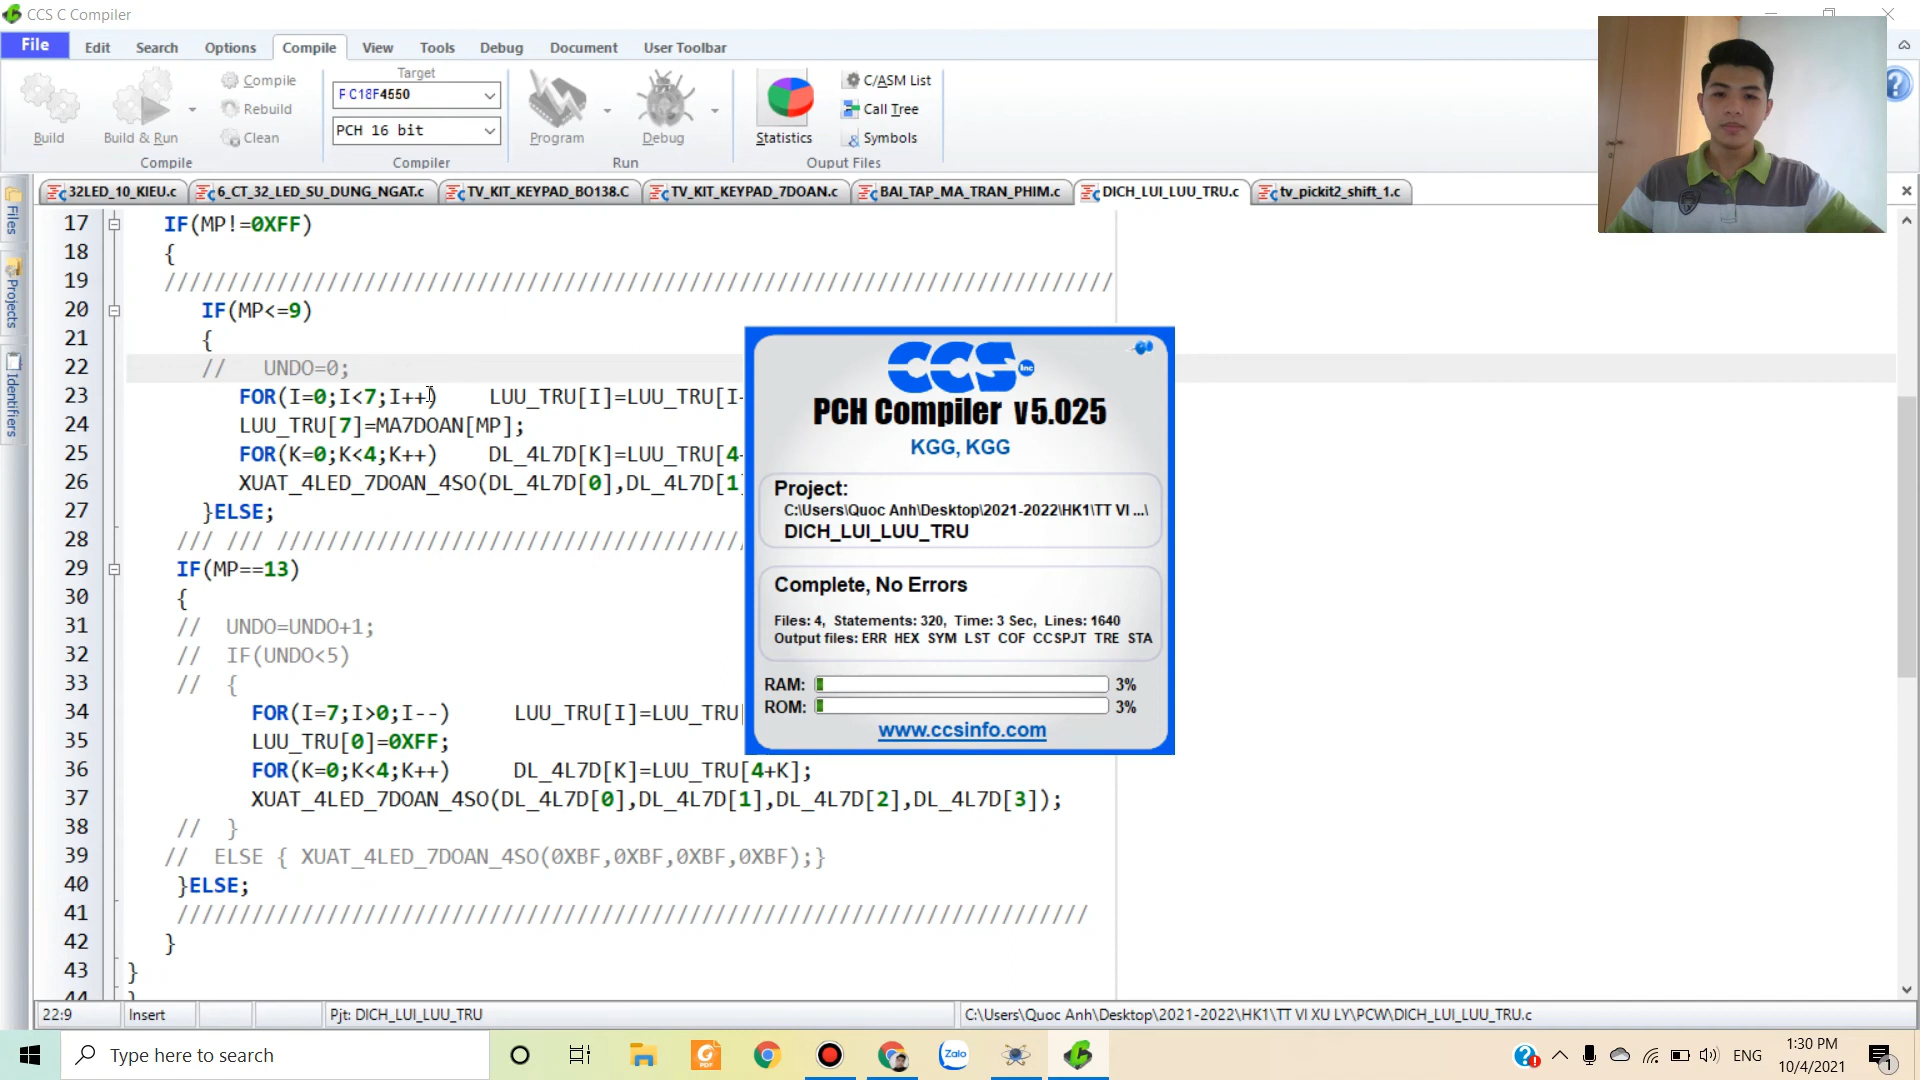 CCS C Compiler
File Edit Search Options Compile View Tools Debug Document User Toolbar
Build
Build & Run
Compile
Rebuild
Clean
Compile
Target
PCH 16 bit
Compiler
Program
Debug
Run
Statistics
C/ASM List
Call Tree
Symbols
Ouput Files
32LED_10_KIEU.c 6_CT_32_LED_SU_DUNG_NGAT.c TV_KIT_KEYPAD_BO138.C TV_KIT_KEYPAD_7DOAN.c BAI_TAP_MA_TRAN_PHIM.c DICH_LUI_LUU_TRU.c tv_pickit2_shift_1.c
Files
Projects
Identifiers
17 IF(MP!=0XFF)
18 {
19 ////////////////////////////////////////////////////////////////////////////
20 IF(MP<=9)
21 {
22 // UNDO=0;
23 FOR(I=0;I<7;I++) LUU_TRU[I]=LUU_TRU[I
24 LUU_TRU[7]=MA7DOAN[MP];
25 FOR(K=0;K<4;K++) DL_4L7D[K]=LUU_TRU[4
26 XUAT_4LED_7DOAN_4SO(DL_4L7D[0],DL_4L7D[1]
27 }ELSE;
28 /// /// /////////////////////////////////////
29 IF(MP==13)
30 {
31 // UNDO=UNDO+1;
32 // IF(UNDO<5)
33 // {
34 FOR(I=7;I>0;I--) LUU_TRU[I]=LUU_TRU
35 LUU_TRU[0]=0XFF;
36 FOR(K=0;K<4;K++) DL_4L7D[K]=LUU_TRU[4+K];
37 XUAT_4LED_7DOAN_4SO(DL_4L7D[0],DL_4L7D[1],DL_4L7D[2],DL_4L7D[3]);
38 // }
39 // ELSE { XUAT_4LED_7DOAN_4SO(0XBF,0XBF,0XBF,0XBF);}
40 }ELSE;
41 /////////////////////////////////////////////////////////////////////////
42 }
43 }
44 }
CCS Inc
PCH Compiler v5.025
KGG, KGG
Project:
C:\Users\Quoc Anh\Desktop\2021-2022\HK1\TT VI ...\
DICH_LUI_LUU_TRU
Complete, No Errors
Files: 4, Statements: 320, Time: 3 Sec, Lines: 1640
Output files: ERR HEX SYM LST COF CCSPJT TRE STA
RAM: 3%
ROM: 3%
www.ccsinfo.com
22:9 Insert Pjt: DICH_LUI_LUU_TRU C:\Users\Quoc Anh\Desktop\2021-2022\HK1\TT VI XU LY\PCW\DICH_LUI_LUU_TRU.c
Type here to search
PDF
Zalo
ENG
1:30 PM
10/4/2021
1